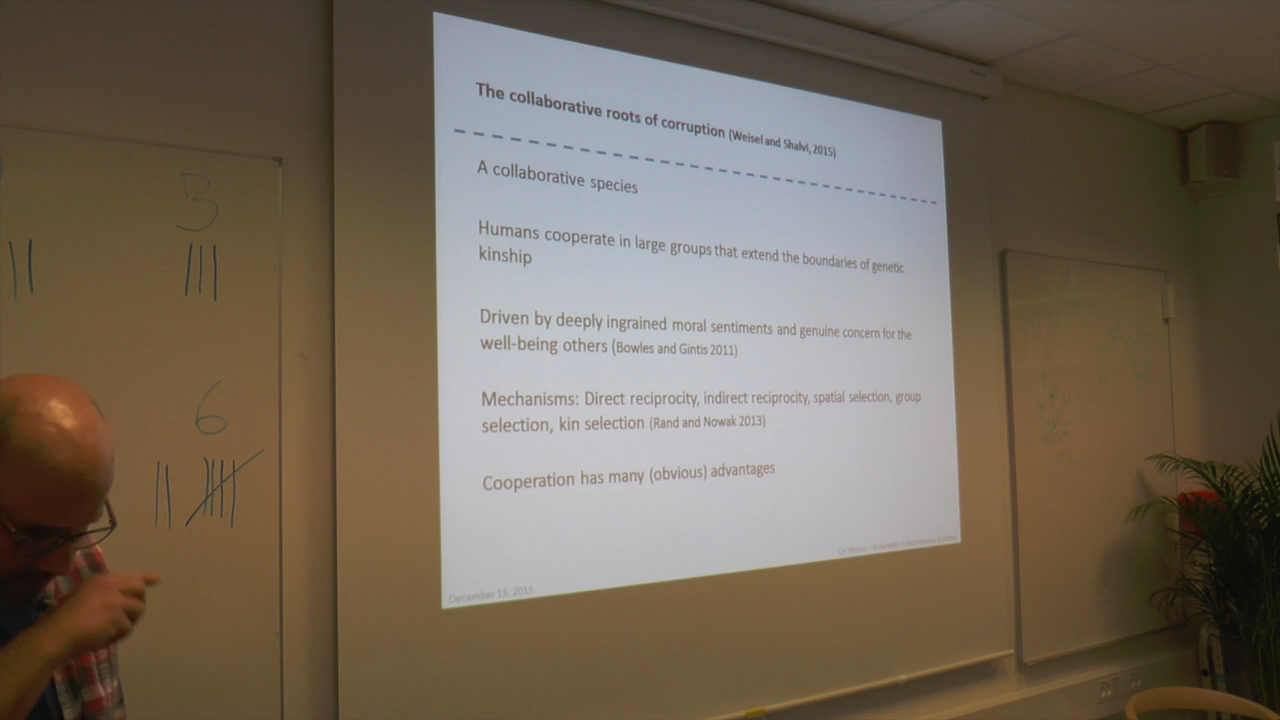 3
6
The collaborative roots of corruption (Weisel and Shalvi, 2015)
A collaborative species
Humans cooperate in large groups that extend the boundaries of genetic
kinship
Driven by deeply ingrained moral sentiments and genuine concern for the
well-being others (Bowles and Gintis 2011)
Mechanisms: Direct reciprocity, indirect reciprocity, spatial selection, group
selection, kin selection (Rand and Nowak 2013)
Cooperation has many (obvious) advantages
December 15, 2015